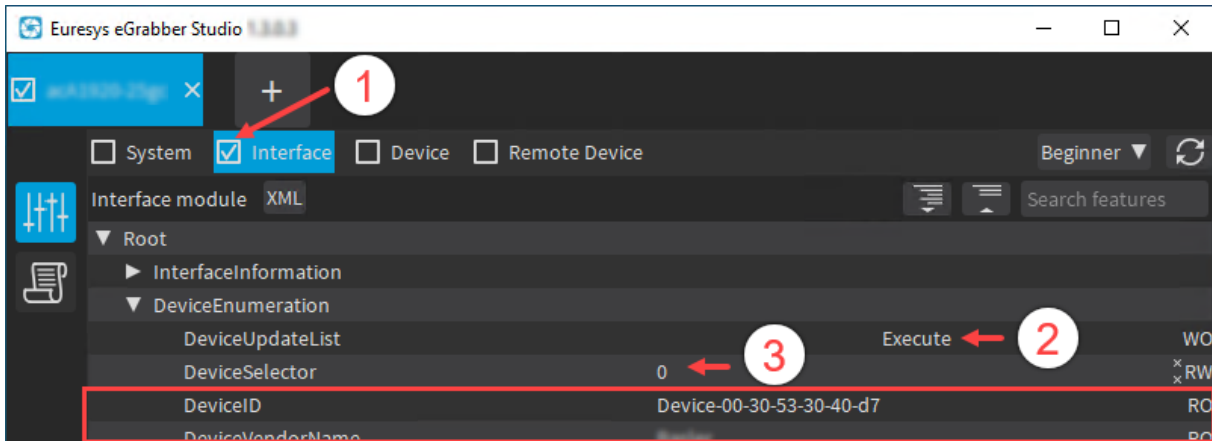 Euresys eGrabber Studio
+
1
System Interface Device Remote Device Beginner
Interface module XML Search features
Root
InterfaceInformation
DeviceEnumeration
DeviceUpdateList Execute 2 WO
DeviceSelector 0 3 RW
DeviceID Device-00-30-53-30-40-d7 RO
DeviceVendorName RO